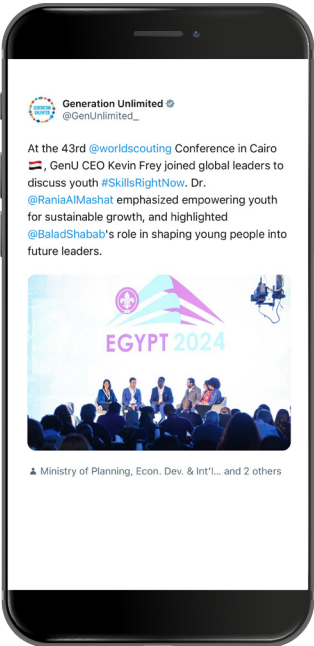 Generation Unlimited
@GenUnlimited_
At the 43rd @worldscouting Conference in Cairo
🇪🇬, GenU CEO Kevin Frey joined global leaders to
discuss youth #SkillsRightNow. Dr.
@RaniaAlMashat emphasized empowering youth
for sustainable growth, and highlighted
@BaladShabab's role in shaping young people into
future leaders.
EGYPT 2024
Ministry of Planning, Econ. Dev. & Int'l... and 2 others